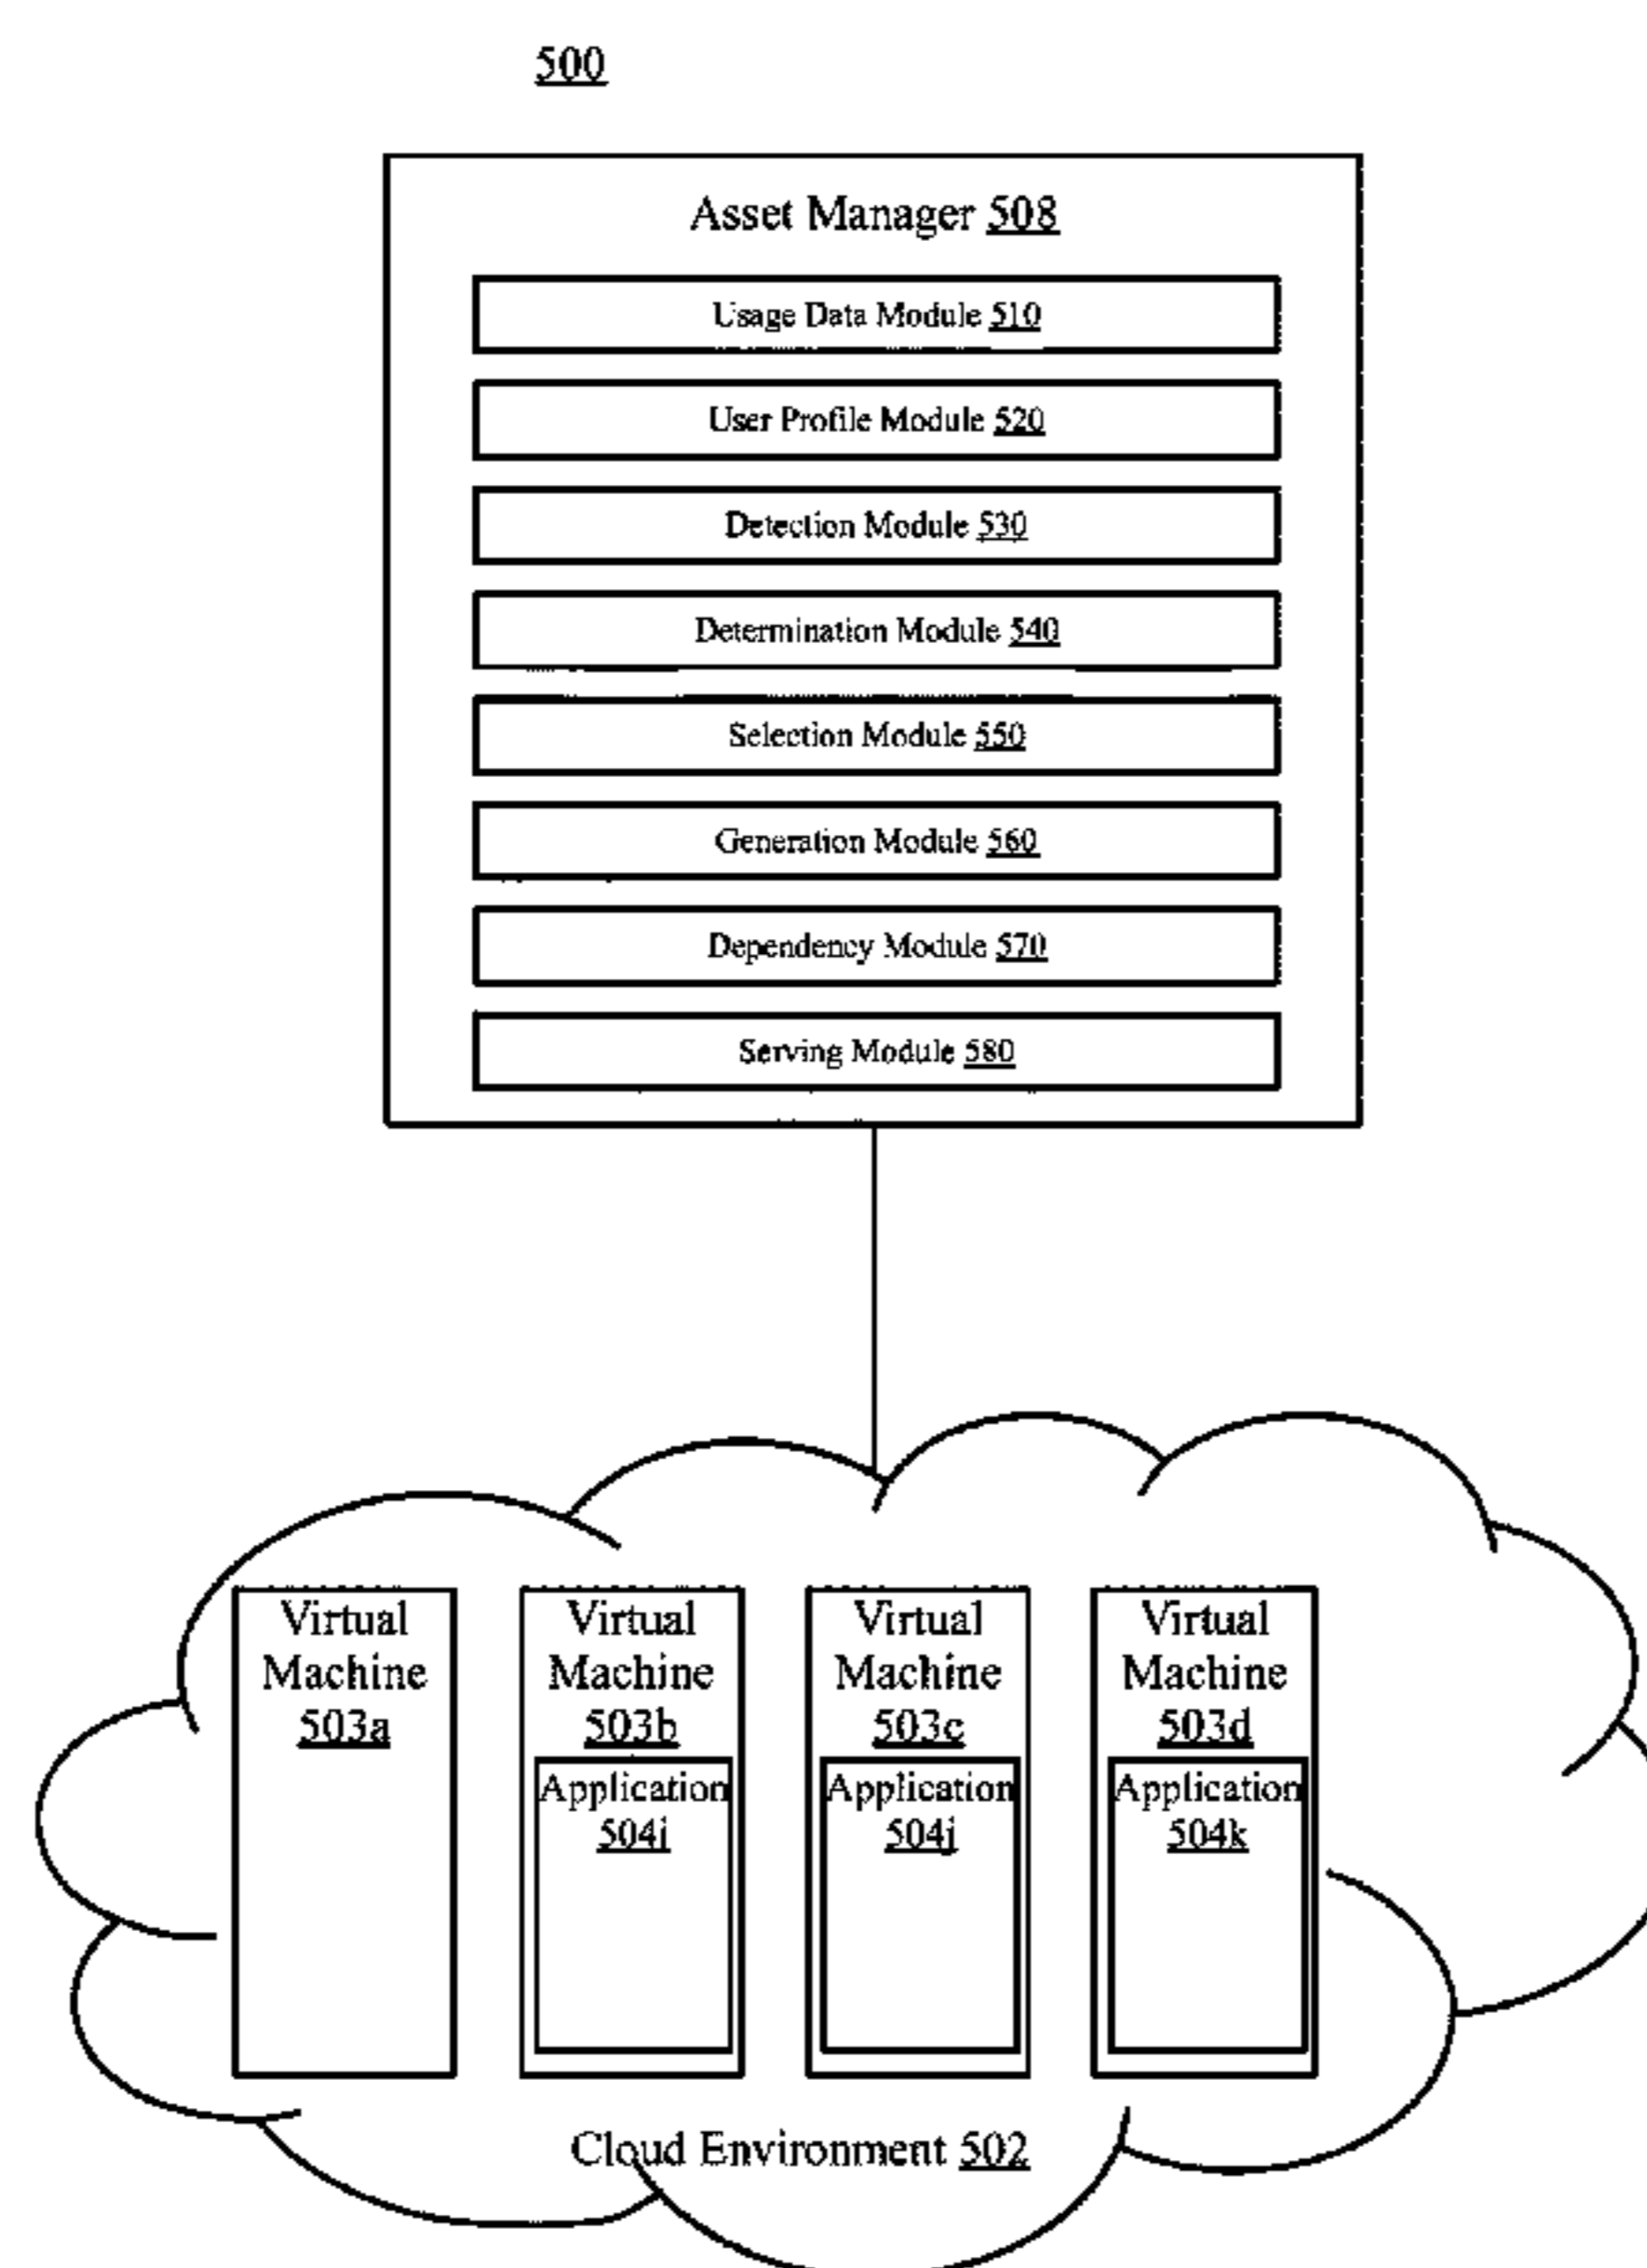 500
Asset Manager 508
Usage Data Module 510
User Profile Module 520
Detection Module 530
Determination Module 540
Selection Module 550
Generation Module 560
Dependency Module 570
Serving Module 580
Virtual
Machine
503a
Virtual
Machine
503b
Application
504i
Virtual
Machine
503c
Application
504j
Virtual
Machine
503d
Application
504k
Cloud Environment 502